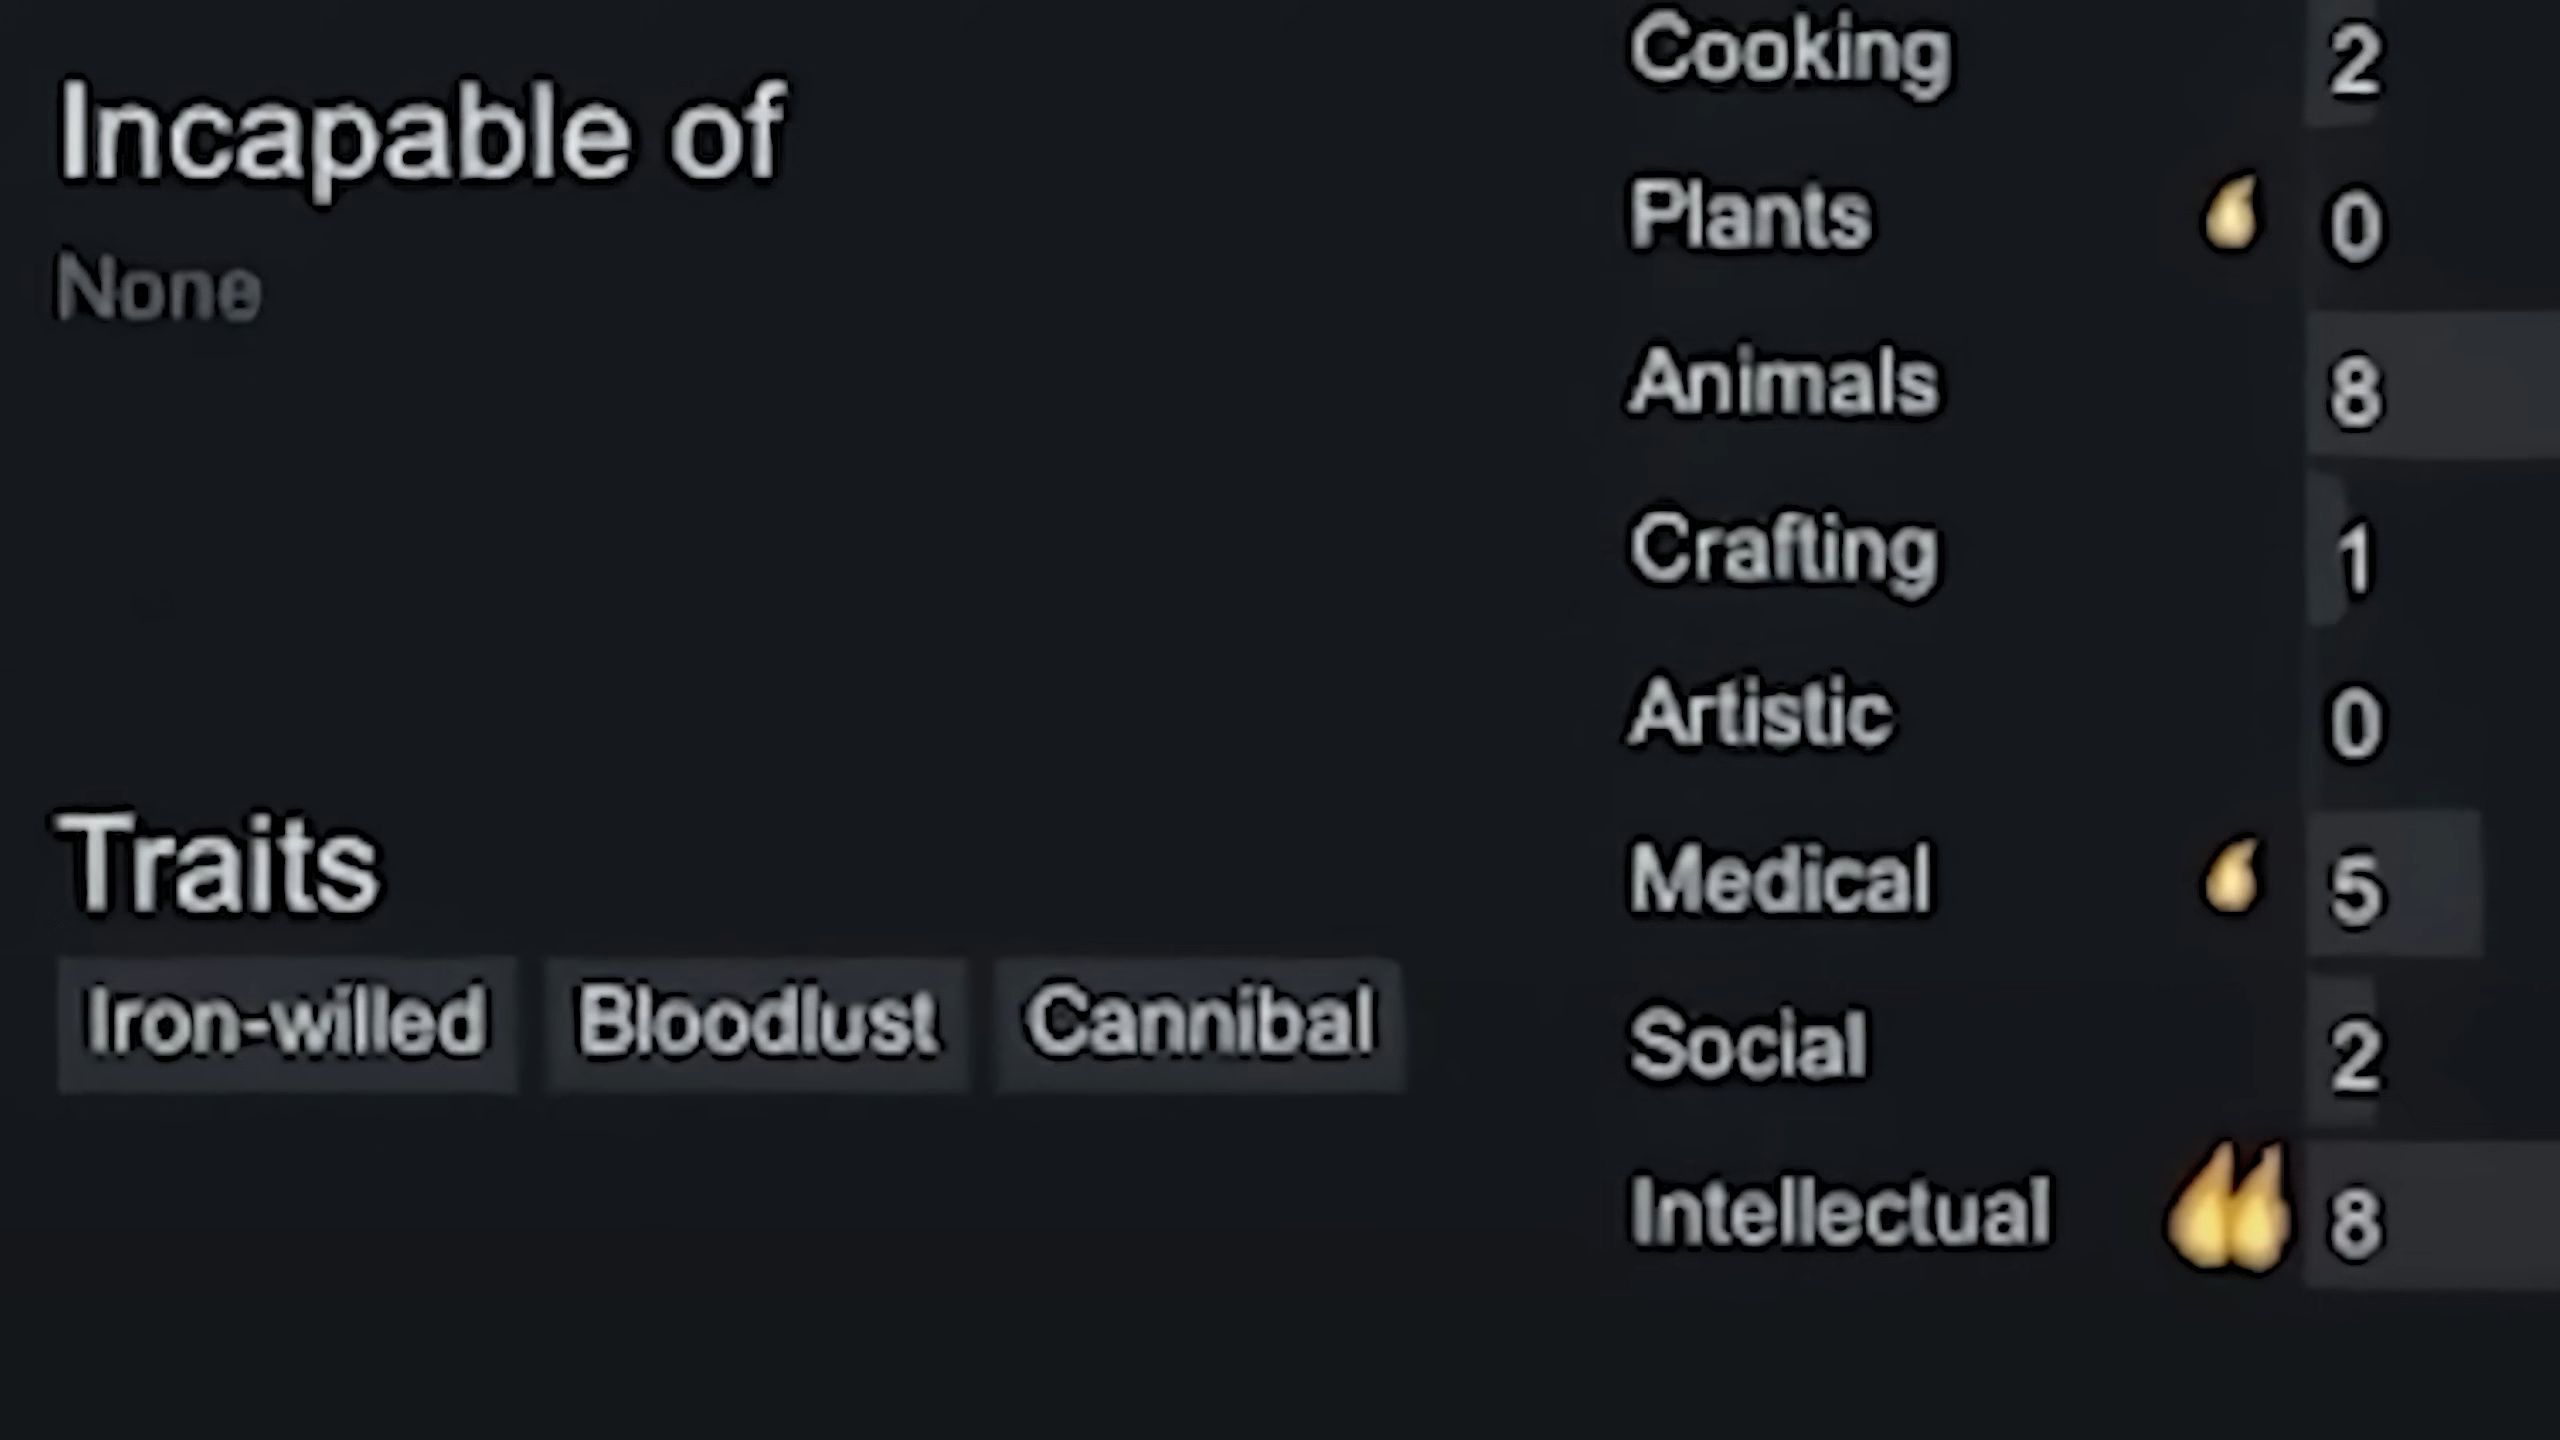 Incapable of
None
Traits
Iron-willed Bloodlust Cannibal
Cooking 2
Plants 0
Animals 8
Crafting 1
Artistic 0
Medical 5
Social 2
Intellectual 8